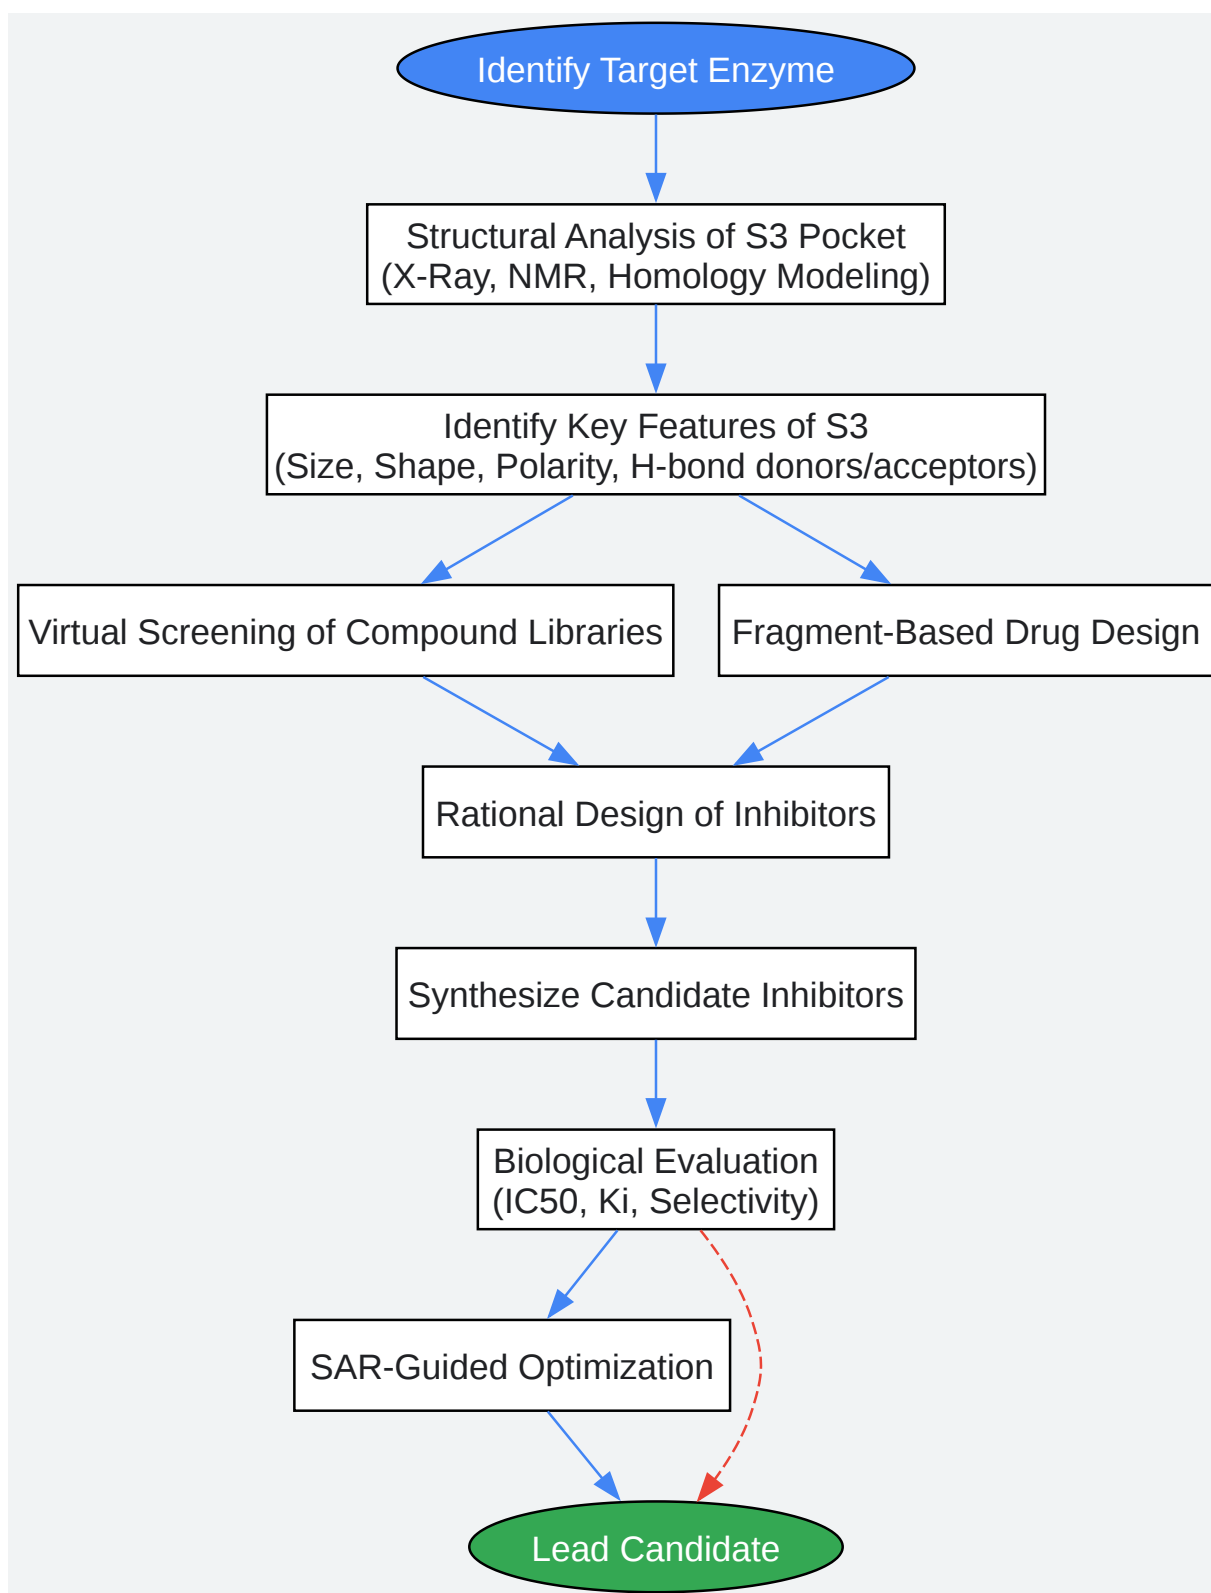 Identify Target Enzyme
Structural Analysis of S3 Pocket
(X-Ray, NMR, Homology Modeling)
Identify Key Features of S3
(Size, Shape, Polarity, H-bond donors/acceptors)
Virtual Screening of Compound Libraries
Fragment-Based Drug Design
Rational Design of Inhibitors
Synthesize Candidate Inhibitors
Biological Evaluation
(IC50, Ki, Selectivity)
SAR-Guided Optimization
Lead Candidate